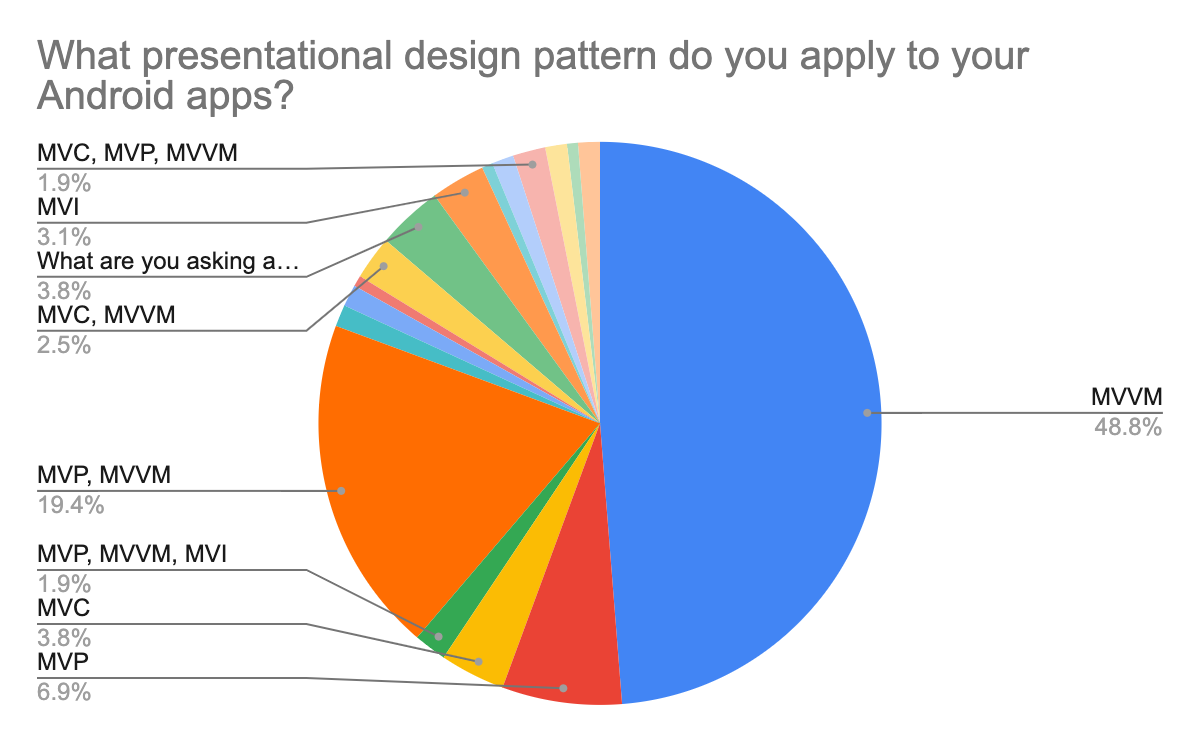 What presentational design pattern do you apply to your
Android apps?
MVC, MVP, MVVM
1.9%
MVI
3.1%
What are you asking a…
3.8%
MVC, MVVM
2.5%
MVVM
48.8%
MVP, MVVM
19.4%
MVP, MVVM, MVI
1.9%
MVC
3.8%
MVP
6.9%